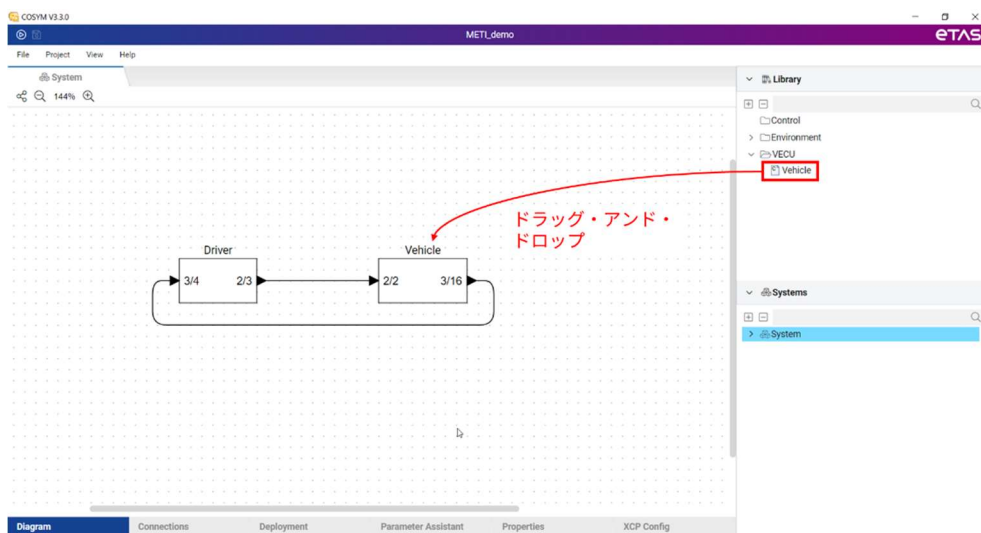 COSYM V3.3.0
METI_demo
ETAS
File Project View Help
System
144%
Library
Control
Environment
VECU
Vehicle
ドラッグ・アンド・
ドロップ
Driver
Vehicle
3/4 2/3
2/2 3/16
Systems
System
Diagram Connections Deployment Parameter Assistant Properties XCP Config